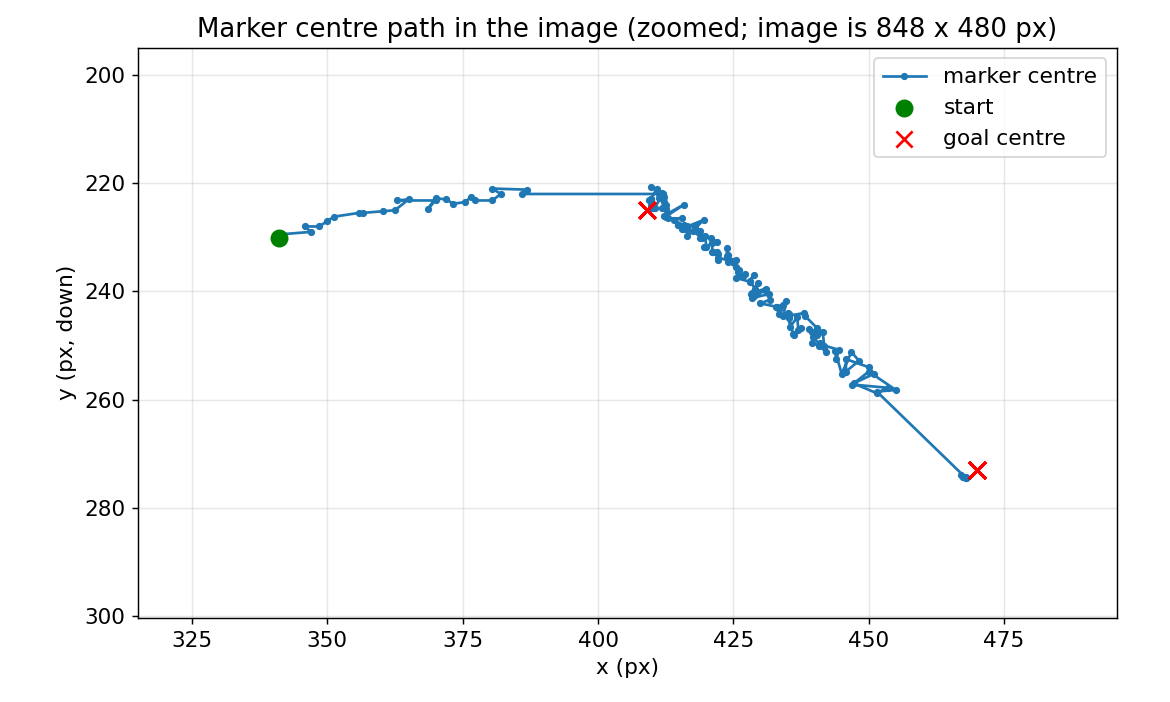 Marker centre path in the image (zoomed; image is 848 x 480 px)
marker centre
start
goal centre
y (px, down)
200
220
240
260
280
300
325
350
375
400
425
450
475
x (px)